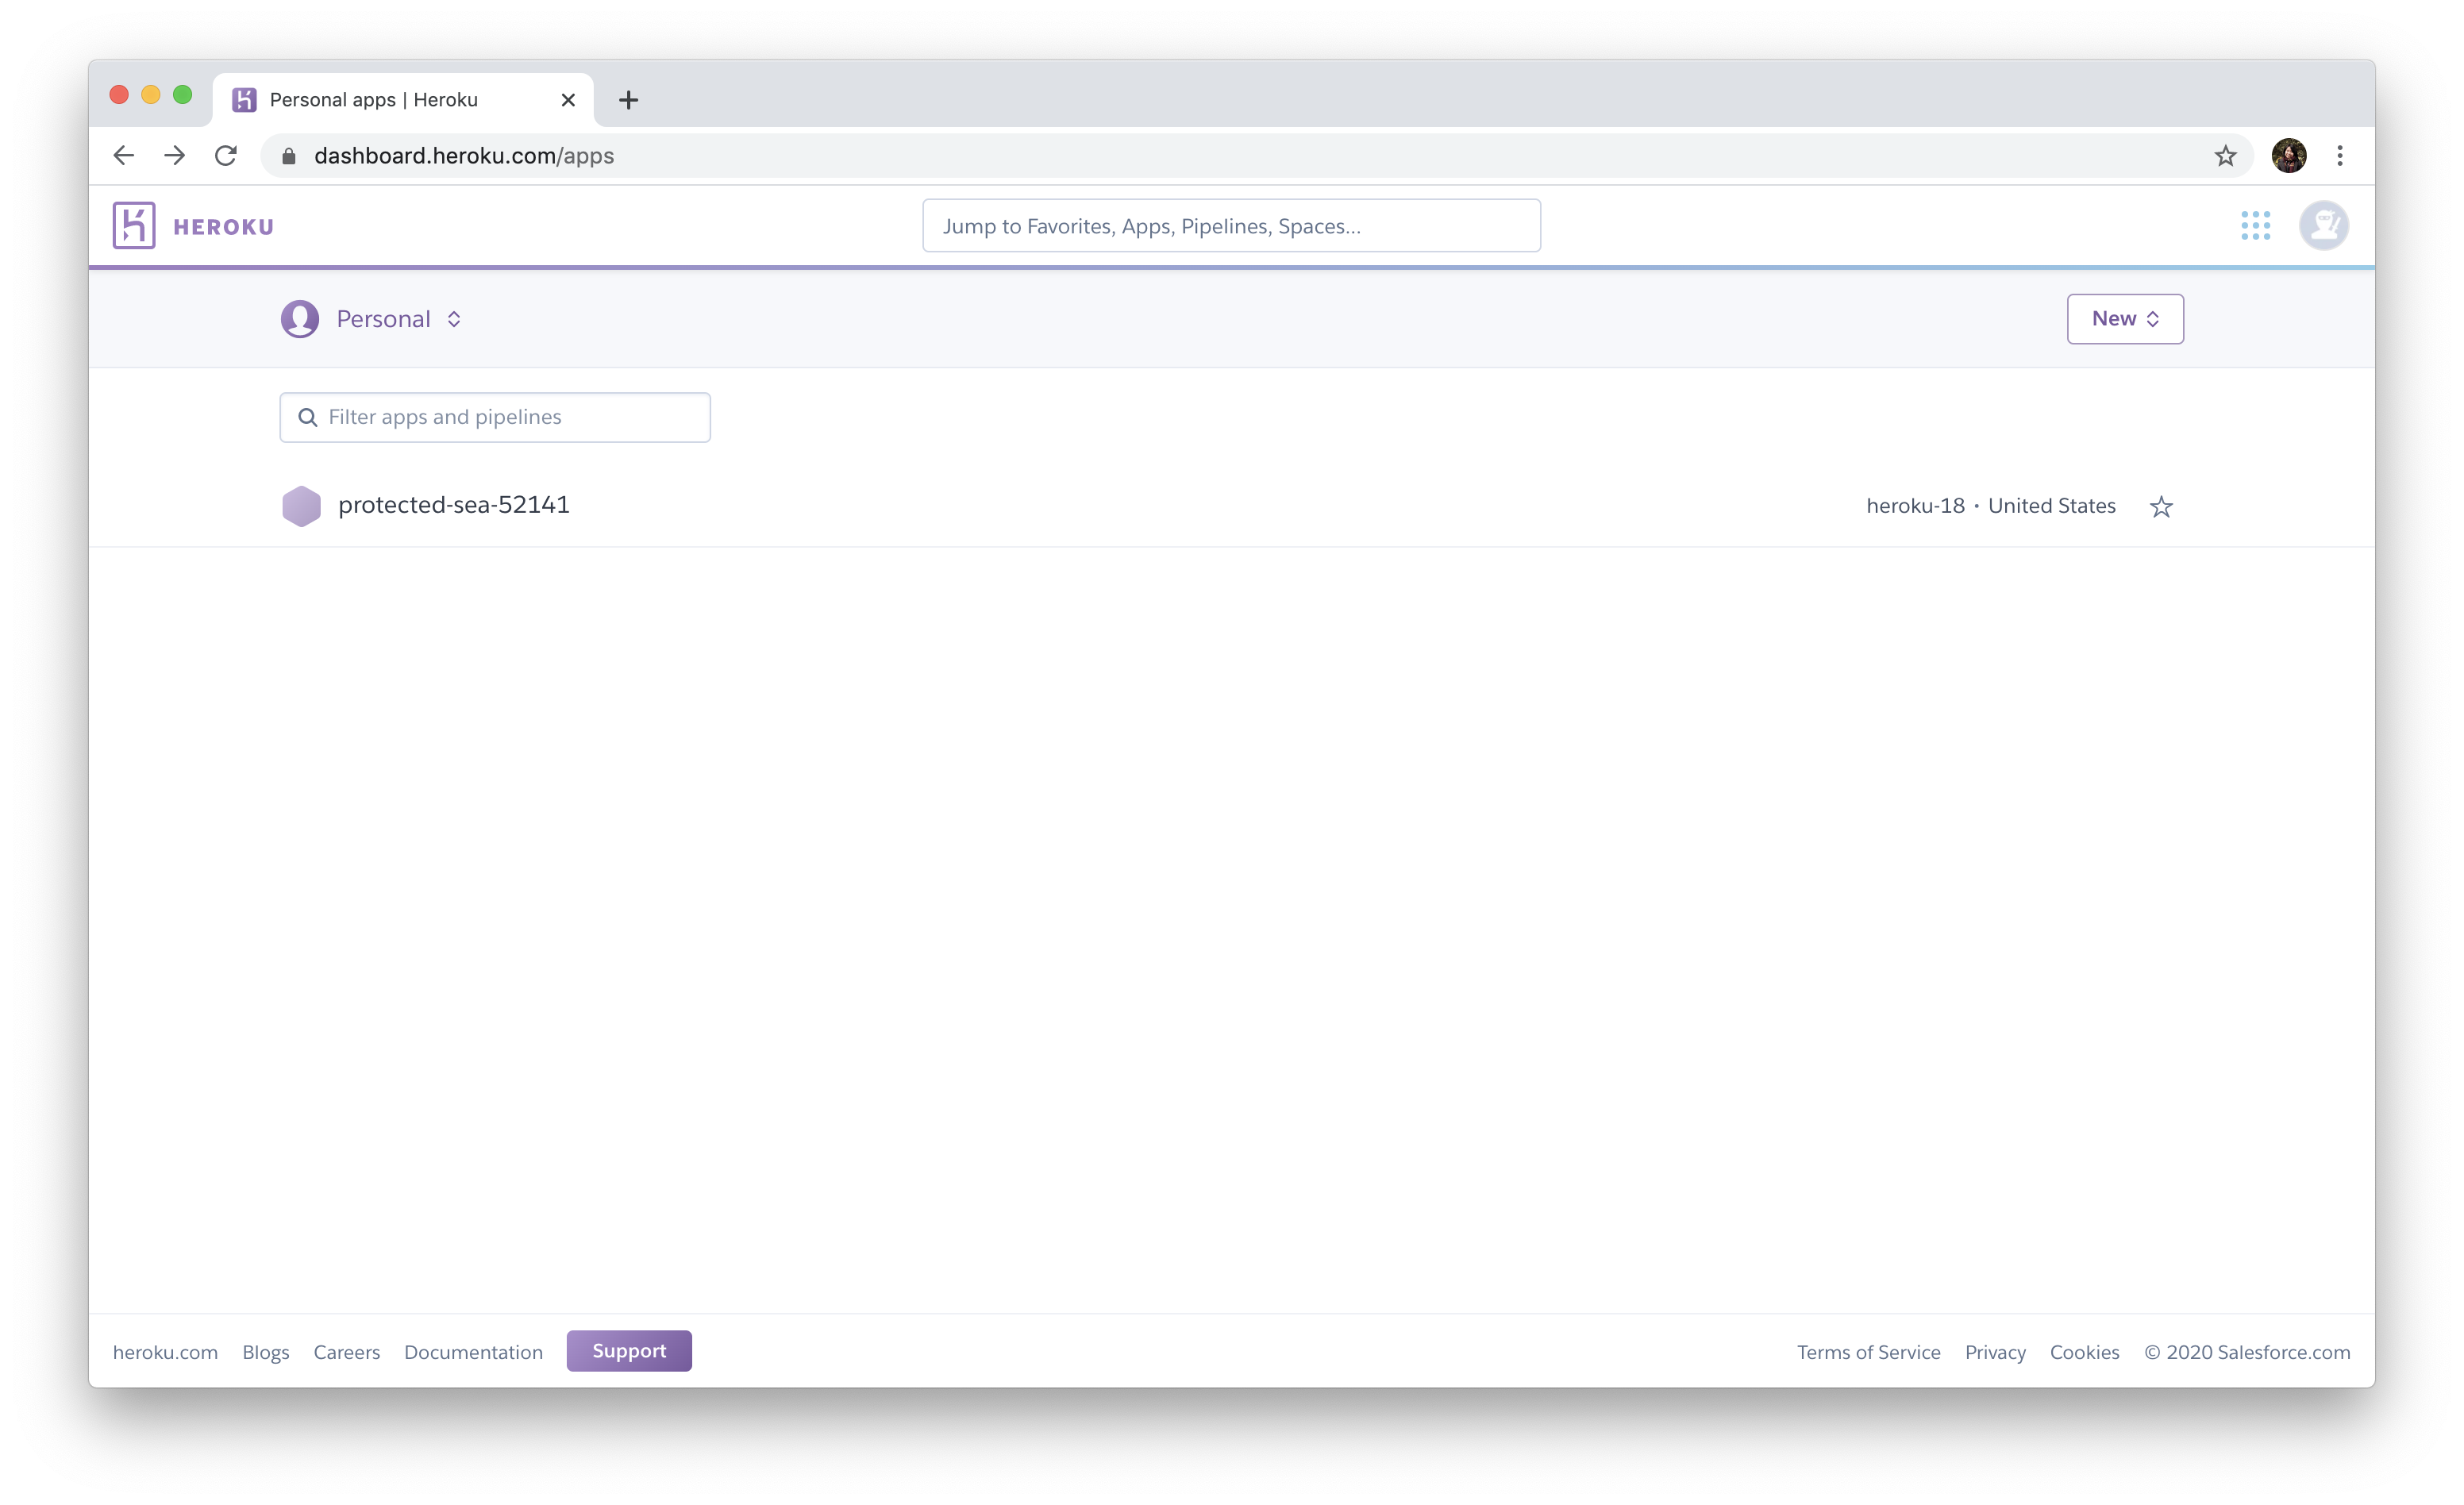 Personal apps | Heroku
dashboard.heroku.com/apps
HEROKU
Jump to Favorites, Apps, Pipelines, Spaces...
Personal
New
Filter apps and pipelines
protected-sea-52141
heroku-18 • United States
heroku.com Blogs Careers Documentation Support Terms of Service Privacy Cookies © 2020 Salesforce.com